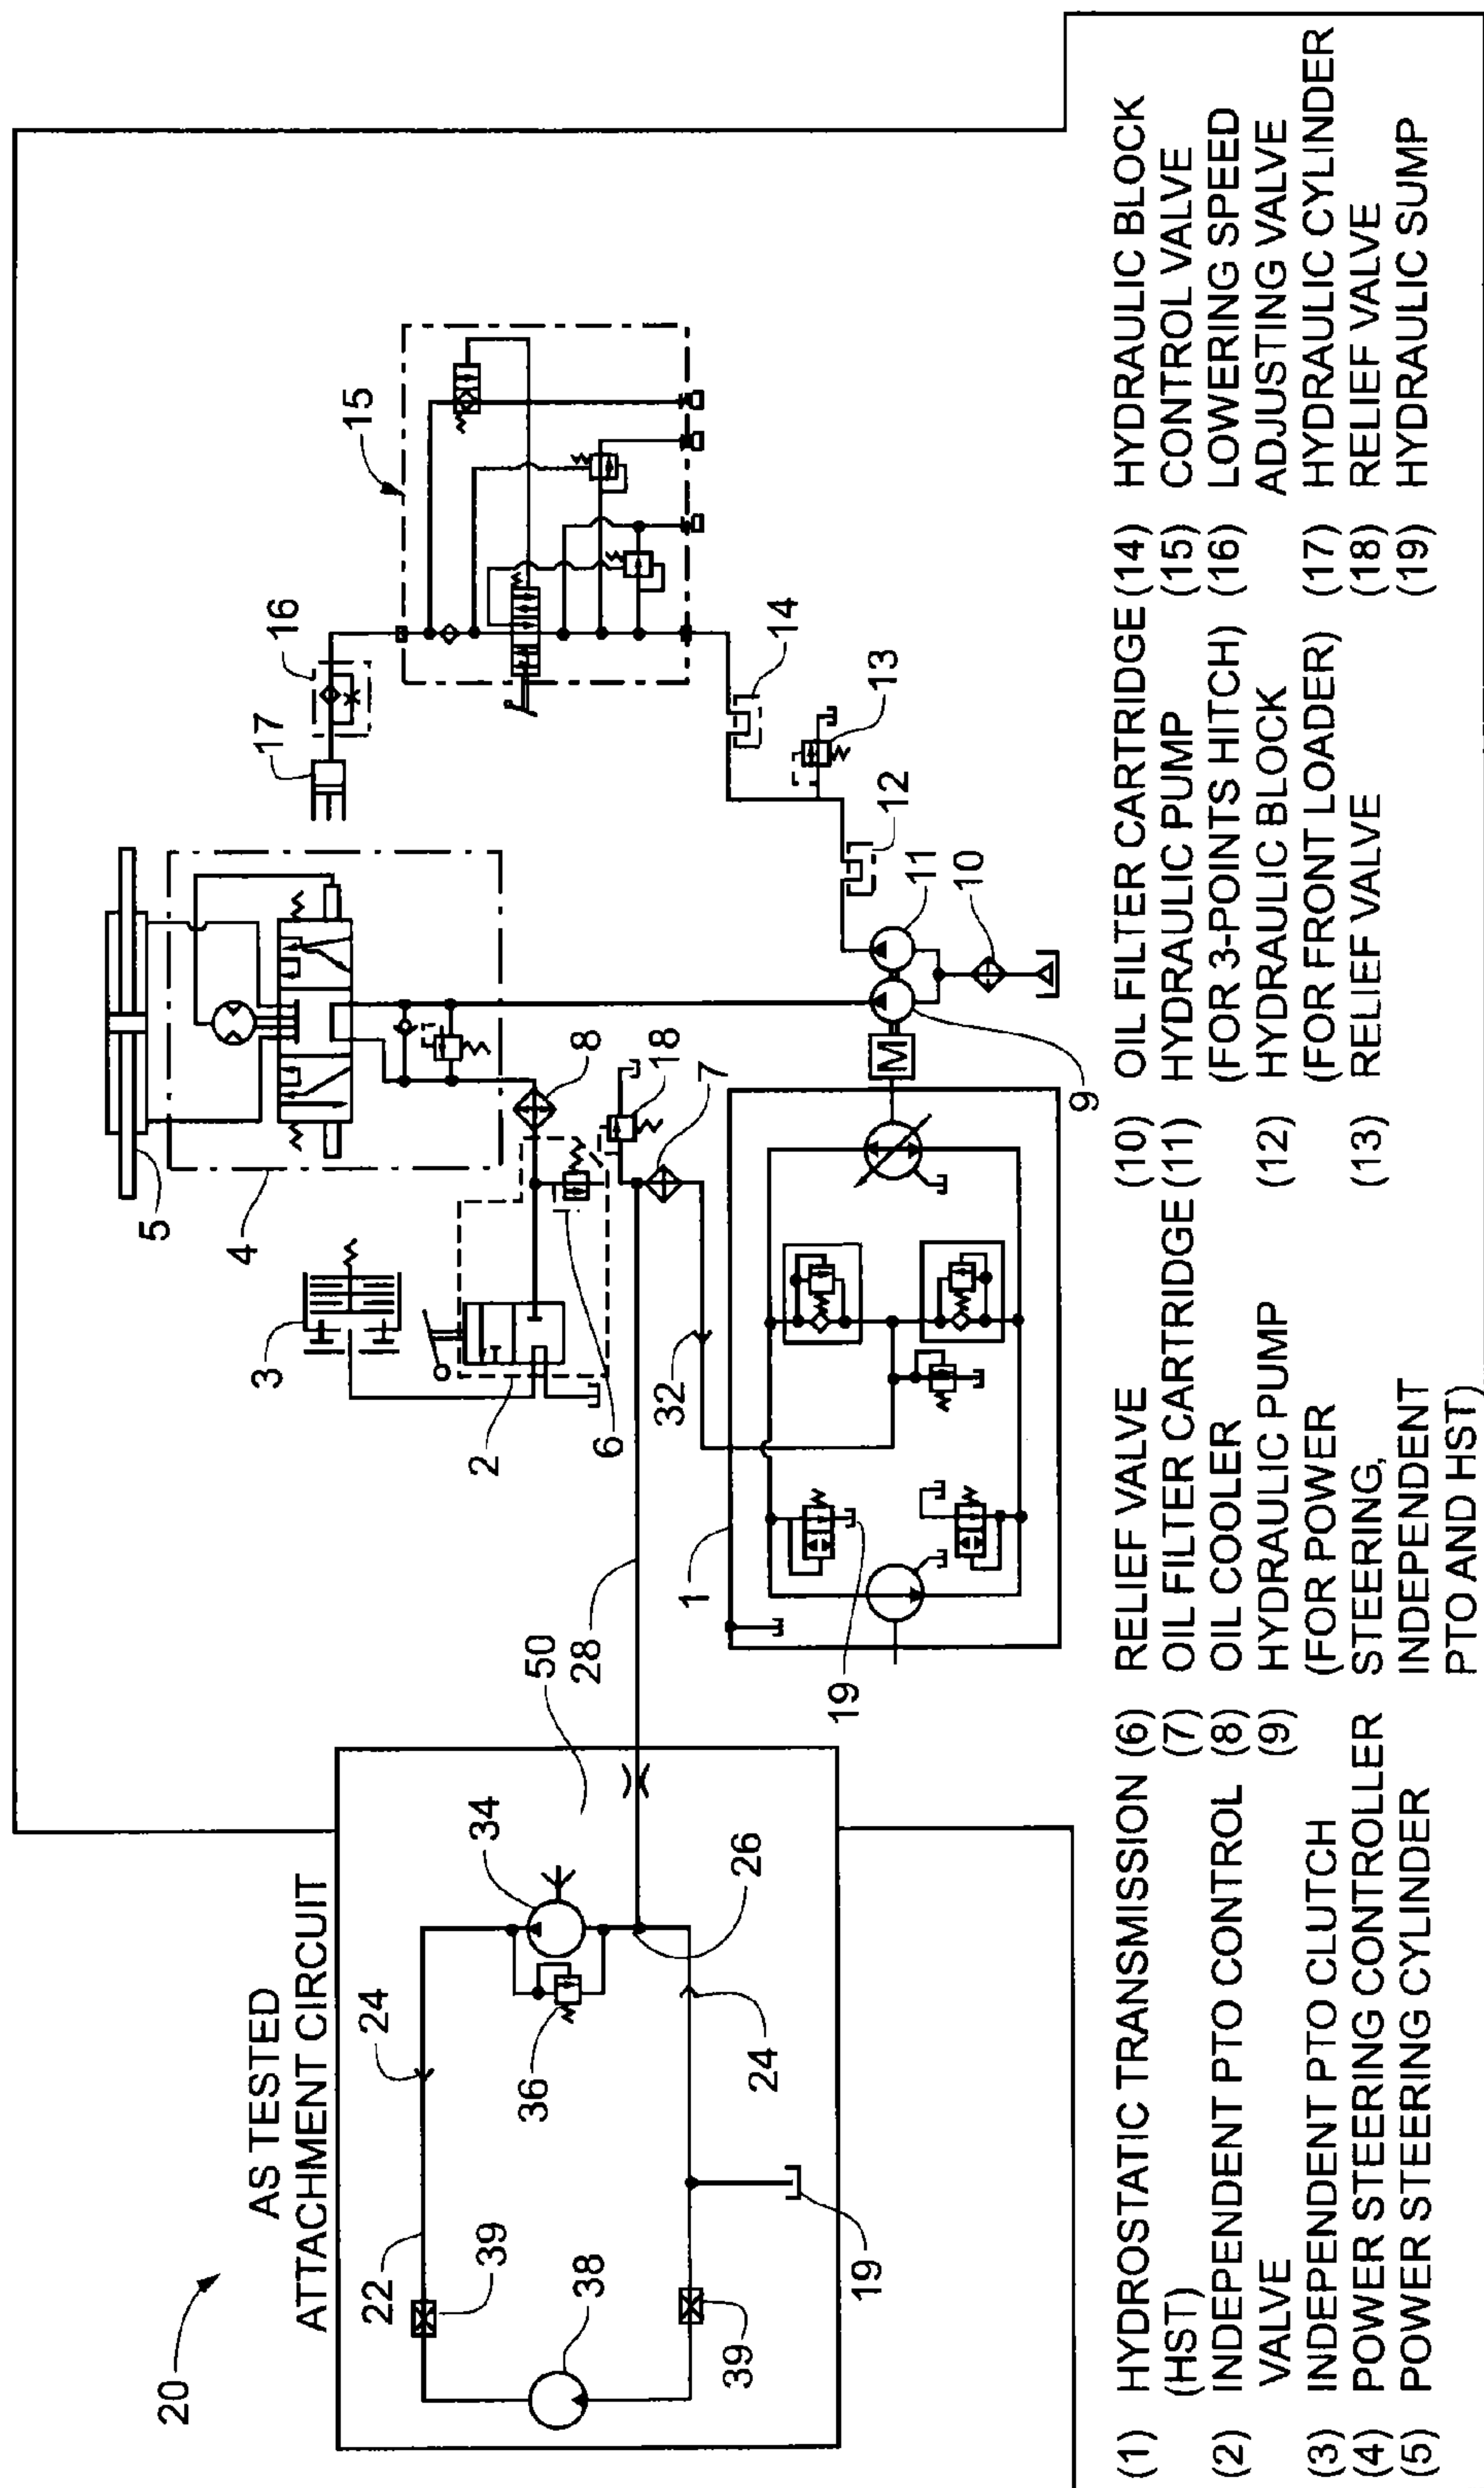 20
AS TESTED
ATTACHMENT CIRCUIT
22
24
39
38
34
36
26
24
39
19
50
28
5
4
3
2
6
8
18
7
32
1
19
M
9
17
16
15
14
13
12
11
10
(1) HYDROSTATIC TRANSMISSION
(HST)
(2) INDEPENDENT PTO CONTROL
VALVE
(3) INDEPENDENT PTO CLUTCH
(4) POWER STEERING CONTROLLER
(5) POWER STEERING CYLINDER
(6) RELIEF VALVE
(7) OIL FILTER CARTRIDGE
(8) OIL COOLER
(9) HYDRAULIC PUMP
(FOR POWER
STEERING,
INDEPENDENT
PTO AND HST)
(10) OIL FILTER CARTRIDGE
(11) HYDRAULIC PUMP
(FOR 3-POINTS HITCH)
(12) HYDRAULIC BLOCK
(FOR FRONT LOADER)
(13) RELIEF VALVE
(14) HYDRAULIC BLOCK
(15) CONTROL VALVE
(16) LOWERING SPEED
ADJUSTING VALVE
(17) HYDRAULIC CYLINDER
(18) RELIEF VALVE
(19) HYDRAULIC SUMP